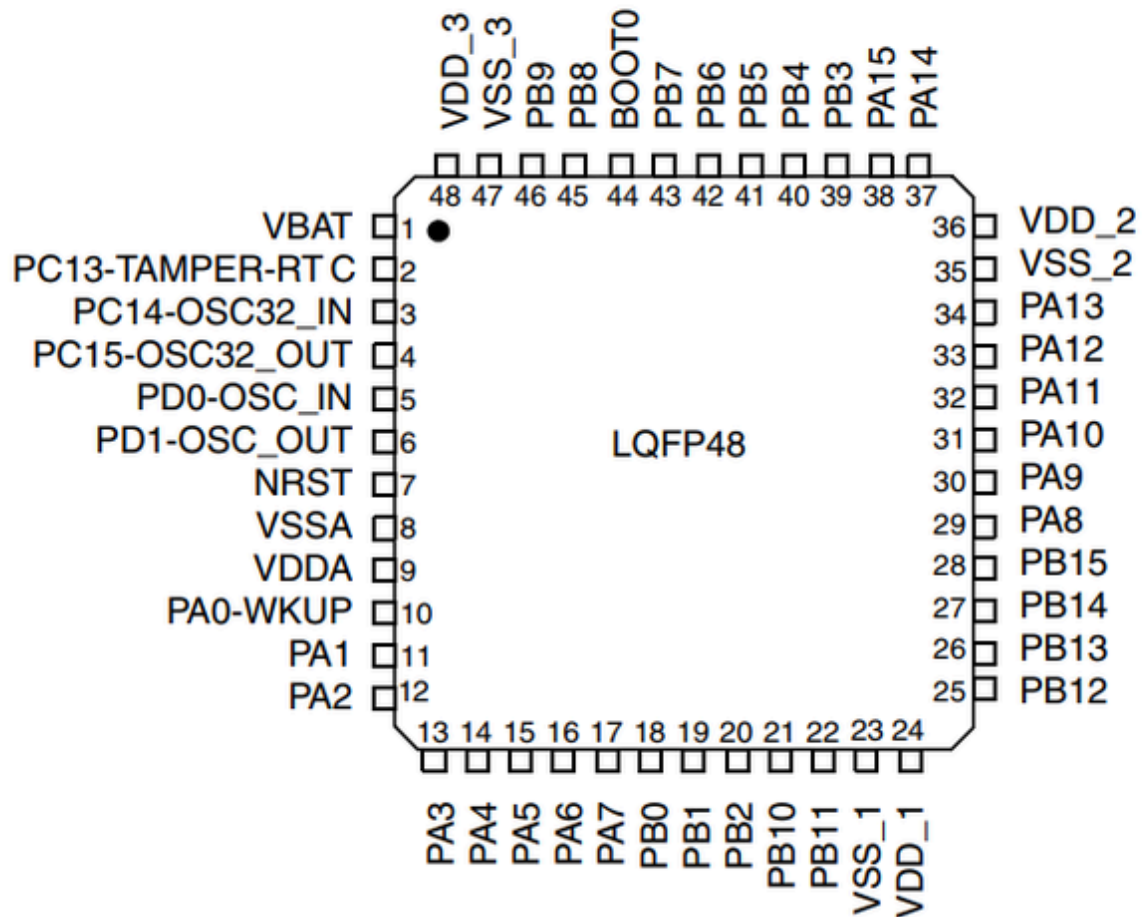 VDD_3
VSS_3
PB9
PB8
BOOT0
PB7
PB6
PB5
PB4
PB3
PA15
PA14
48 47 46 45 44 43 42 41 40 39 38 37
VBAT 1 36 VDD_2
PC13-TAMPER-RT C 2 35 VSS_2
PC14-OSC32_IN 3 34 PA13
PC15-OSC32_OUT 4 33 PA12
PD0-OSC_IN 5 32 PA11
PD1-OSC_OUT 6 LQFP48 31 PA10
NRST 7 30 PA9
VSSA 8 29 PA8
VDDA 9 28 PB15
PA0-WKUP 10 27 PB14
PA1 11 26 PB13
PA2 12 25 PB12
13 14 15 16 17 18 19 20 21 22 23 24
PA3
PA4
PA5
PA6
PA7
PB0
PB1
PB2
PB10
PB11
VSS_1
VDD_1